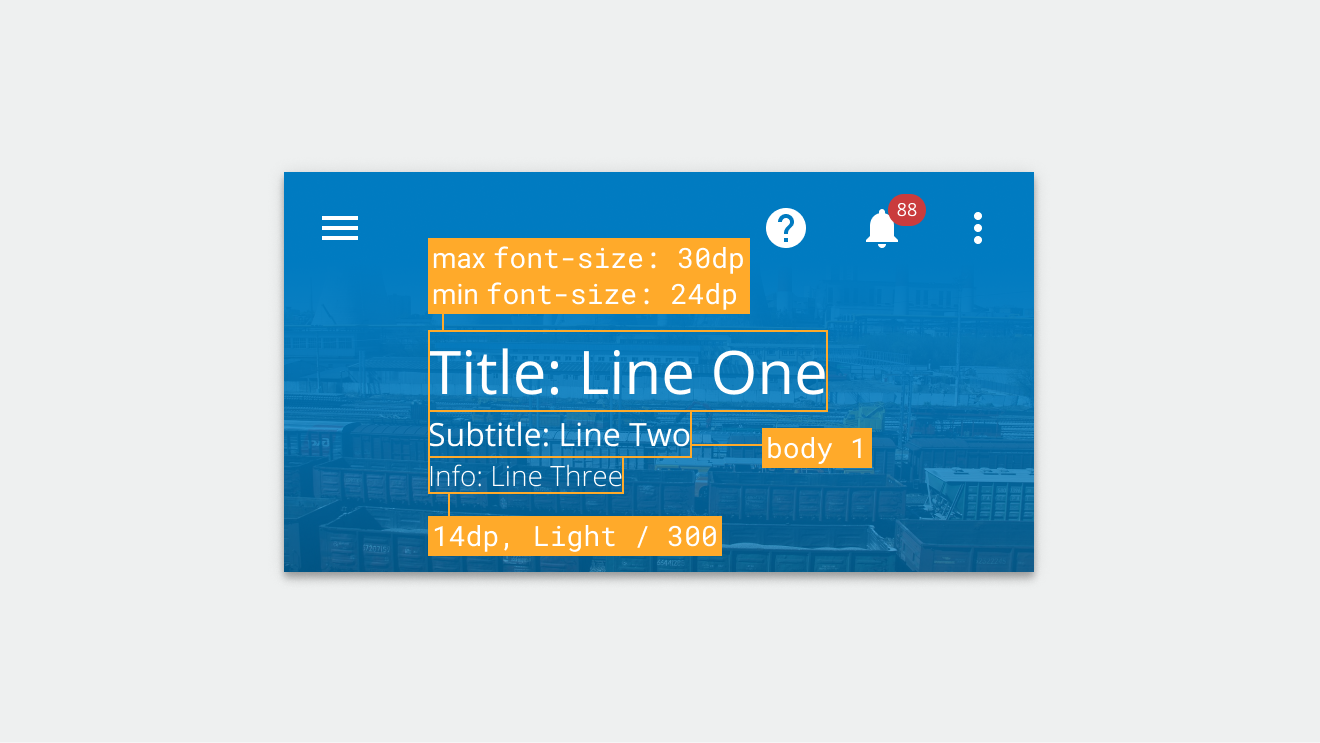 88
max font-size: 30dp
min font-size: 24dp
Title: Line One
Subtitle: Line Two
body 1
Info: Line Three
14dp, Light / 300